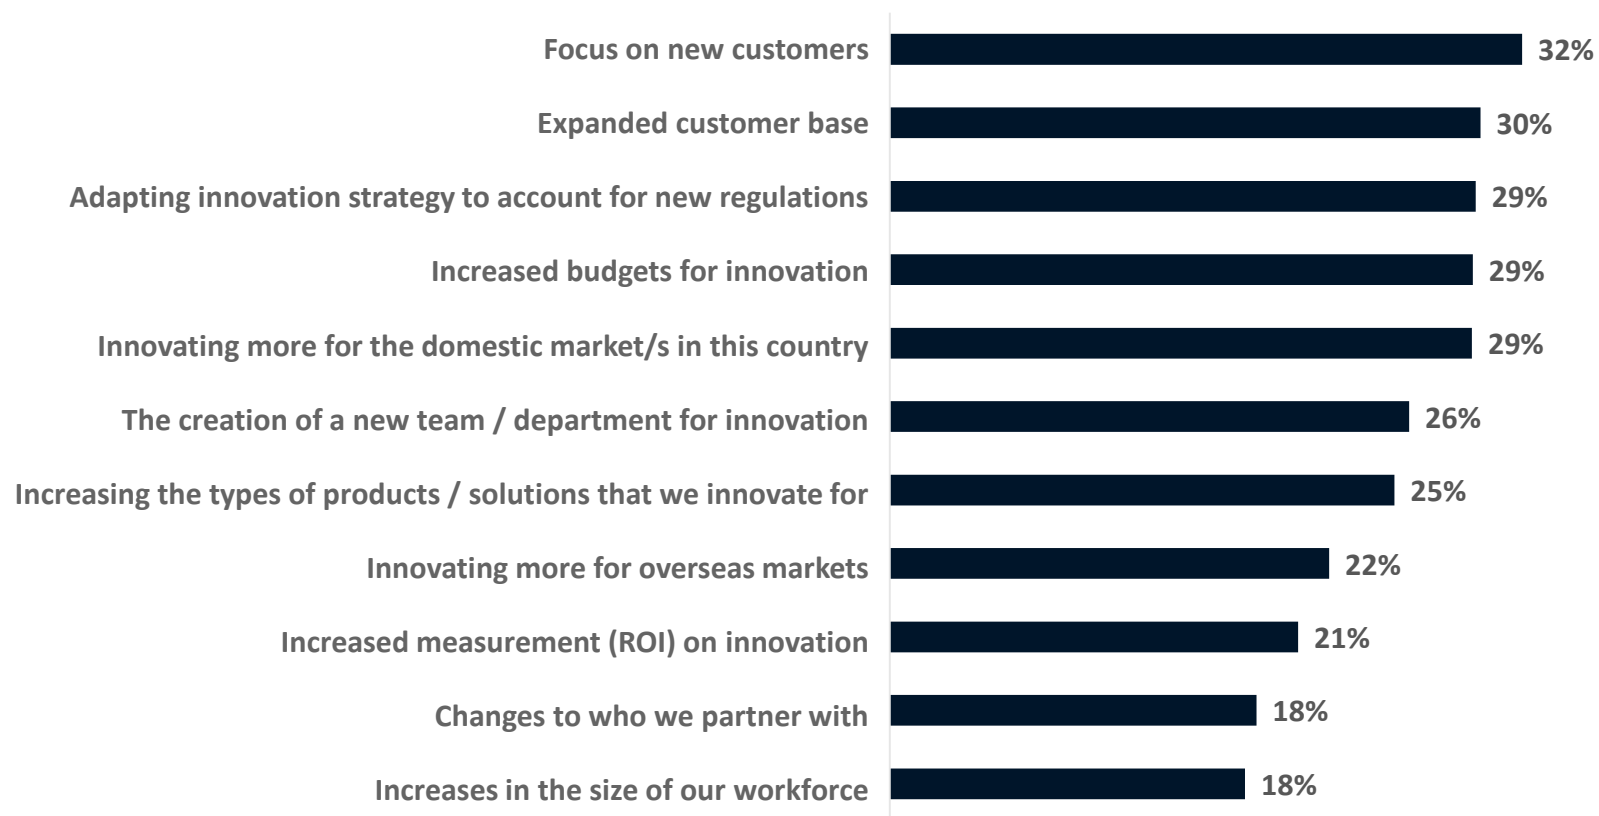 Focus on new customers 32%
Expanded customer base 30%
Adapting innovation strategy to account for new regulations 29%
Increased budgets for innovation 29%
Innovating more for the domestic market/s in this country 29%
The creation of a new team / department for innovation 26%
Increasing the types of products / solutions that we innovate for 25%
Innovating more for overseas markets 22%
Increased measurement (ROI) on innovation 21%
Changes to who we partner with 18%
Increases in the size of our workforce 18%